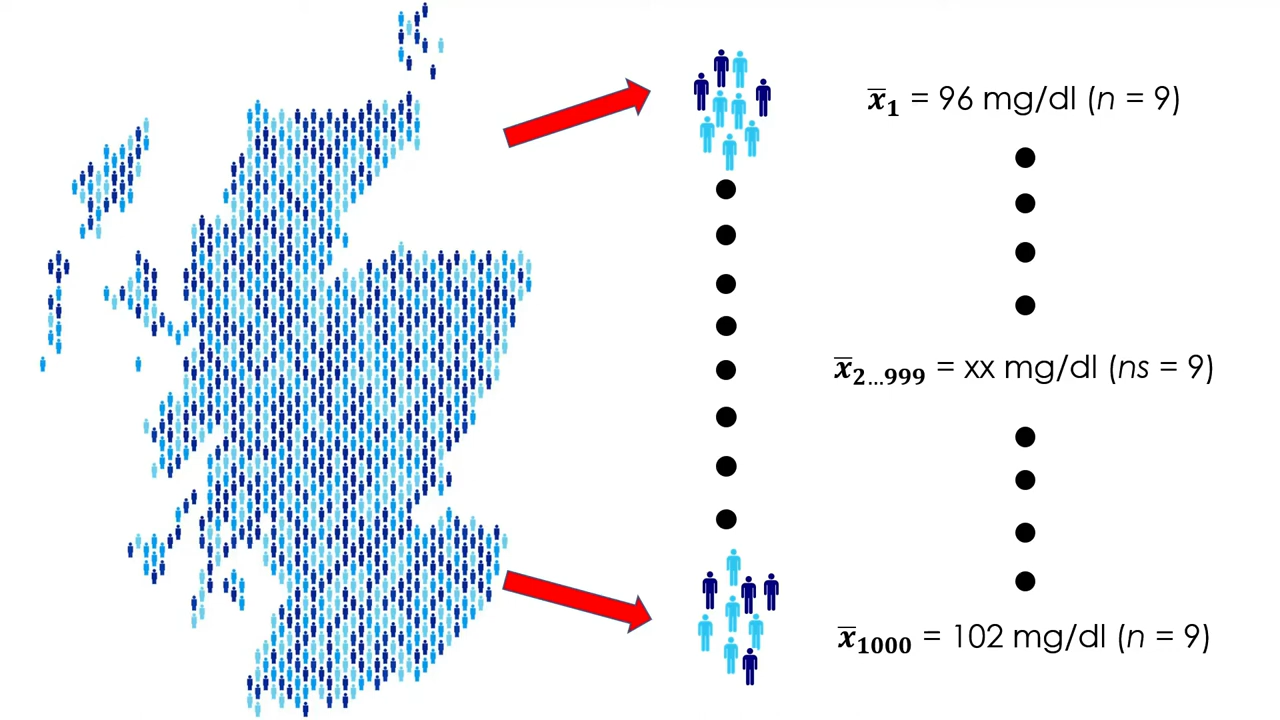 x̅₁ = 96 mg/dl (n = 9)
x̅₂…₉₉₉ = xx mg/dl (ns = 9)
x̅₁₀₀₀ = 102 mg/dl (n = 9)